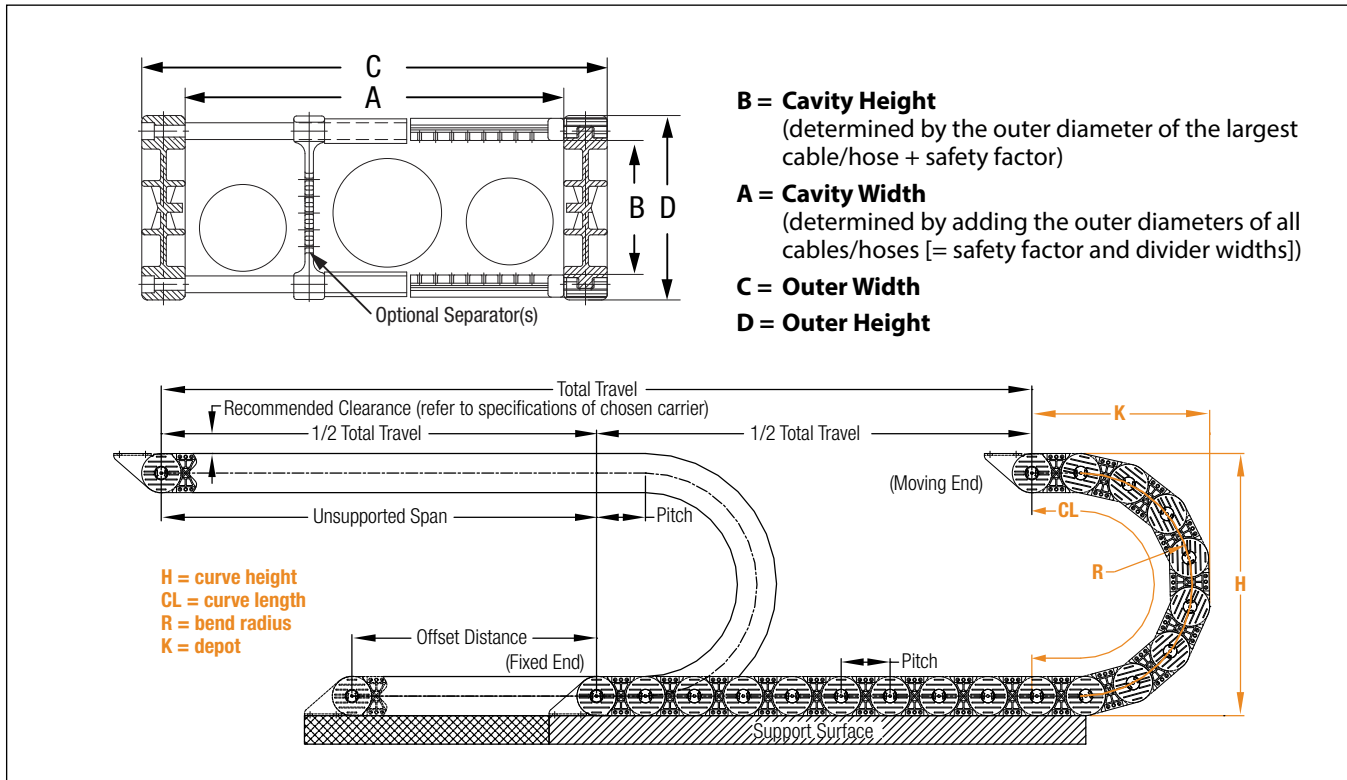 C
A
B
D
Optional Separator(s)
B = Cavity Height
(determined by the outer diameter of the largest
cable/hose + safety factor)
A = Cavity Width
(determined by adding the outer diameters of all
cables/hoses [= safety factor and divider widths])
C = Outer Width
D = Outer Height
Total Travel
K
Recommended Clearance (refer to specifications of chosen carrier)
1/2 Total Travel
1/2 Total Travel
(Moving End)
Unsupported Span
Pitch
CL
R
H
H = curve height
CL = curve length
R = bend radius
K = depot
Offset Distance
(Fixed End)
Pitch
Support Surface